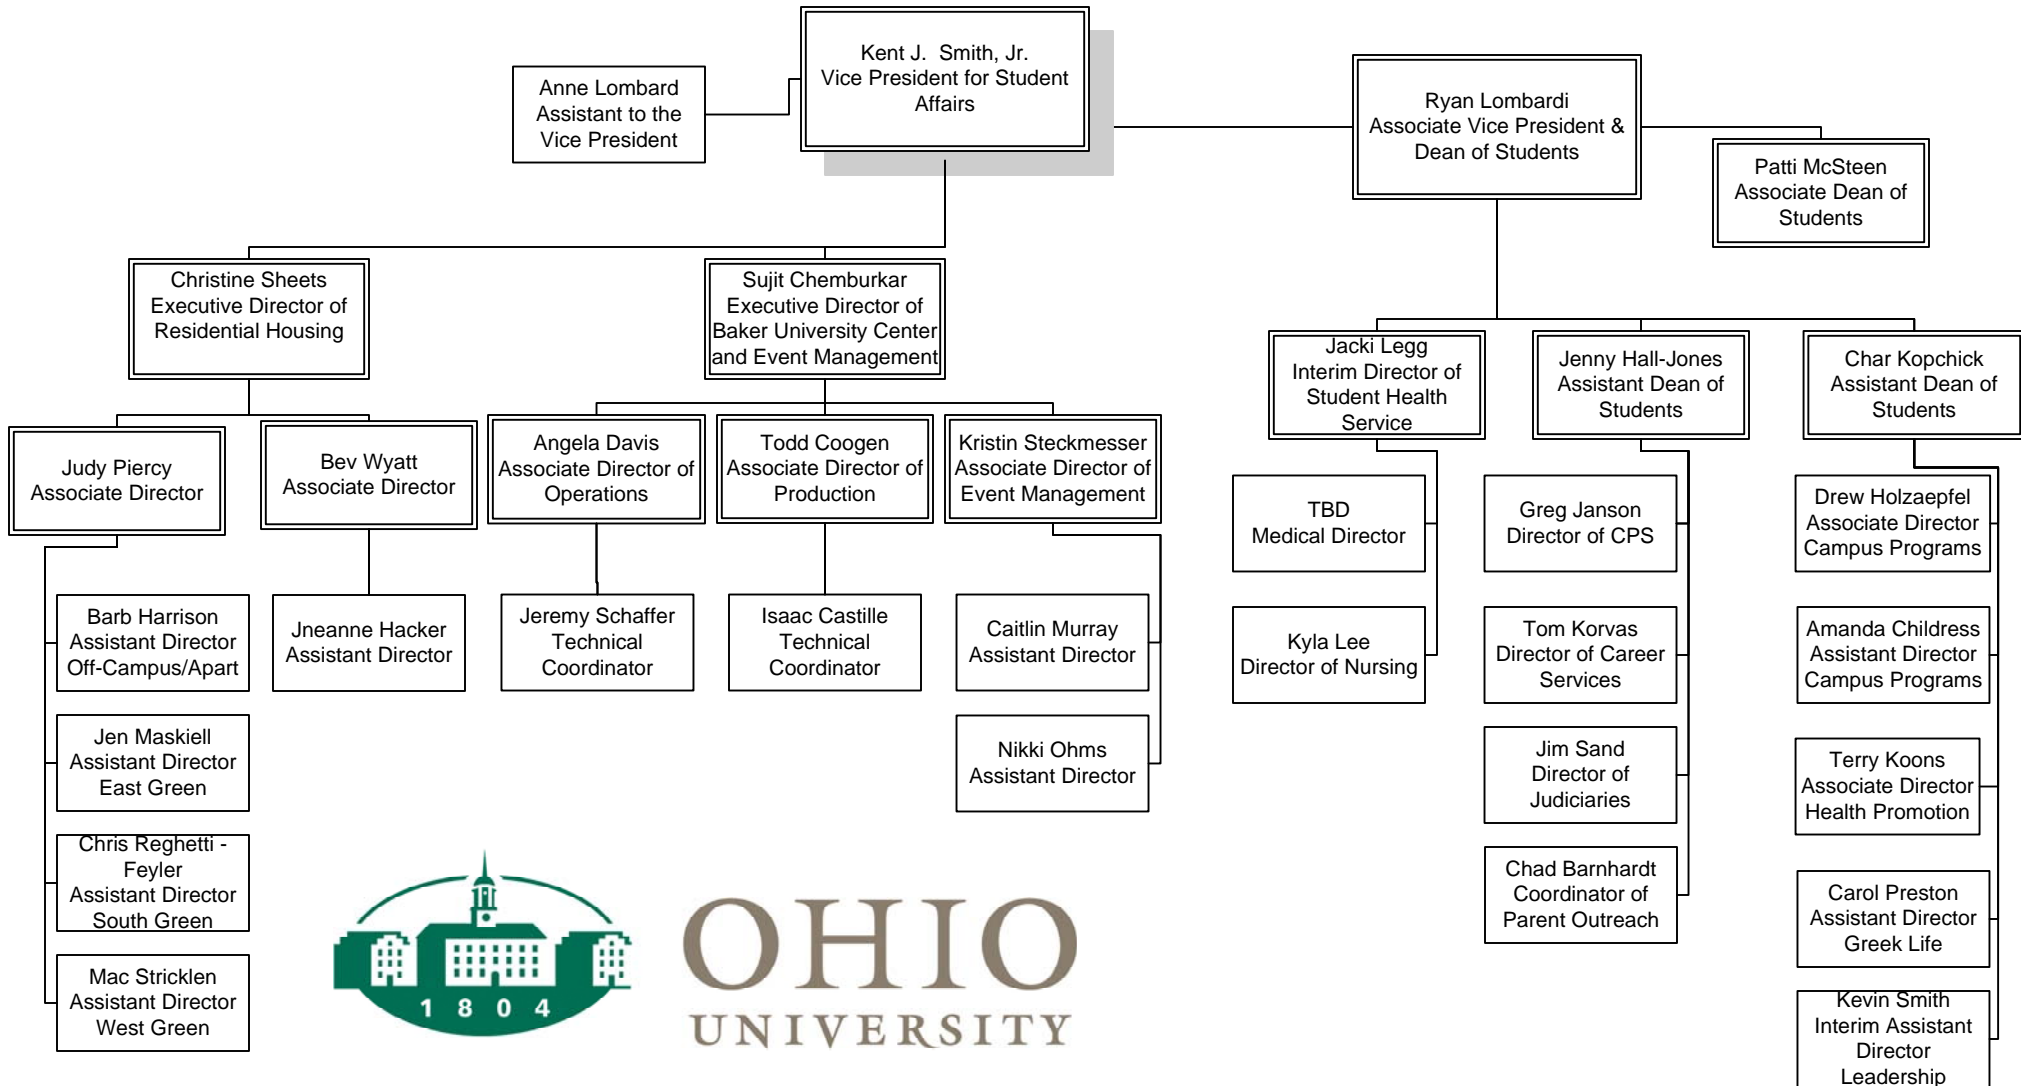 Kent J.  Smith, Jr.
Vice President for Student
Affairs
Anne Lombard
Assistant to the
Vice President
Ryan Lombardi
Associate Vice President &
Dean of Students
Patti McSteen
Associate Dean of
Students
Christine Sheets
Executive Director of
Residential Housing
Sujit Chemburkar
Executive Director of
Baker University Center
and Event Management
Jacki Legg
Interim Director of
Student Health
Service
Jenny Hall-Jones
Assistant Dean of
Students
Char Kopchick
Assistant Dean of
Students
Judy Piercy
Associate Director
Bev Wyatt
Associate Director
Angela Davis
Associate Director of
Operations
Todd Coogen
Associate Director of
Production
Kristin Steckmesser
Associate Director of
Event Management
TBD
Medical Director
Greg Janson
Director of CPS
Drew Holzaepfel
Associate Director
Campus Programs
Barb Harrison
Assistant Director
Off-Campus/Apart
Jneanne Hacker
Assistant Director
Jeremy Schaffer
Technical
Coordinator
Isaac Castille
Technical
Coordinator
Caitlin Murray
Assistant Director
Kyla Lee
Director of Nursing
Tom Korvas
Director of Career
Services
Amanda Childress
Assistant Director
Campus Programs
Jen Maskiell
Assistant Director
East Green
Nikki Ohms
Assistant Director
Jim Sand
Director of
Judiciaries
Terry Koons
Associate Director
Health Promotion
Chris Reghetti -
Feyler
Assistant Director
South Green
Chad Barnhardt
Coordinator of
Parent Outreach
Carol Preston
Assistant Director
Greek Life
Mac Stricklen
Assistant Director
West Green
Kevin Smith
Interim Assistant
Director
Leadership
1804
OHIO
UNIVERSITY